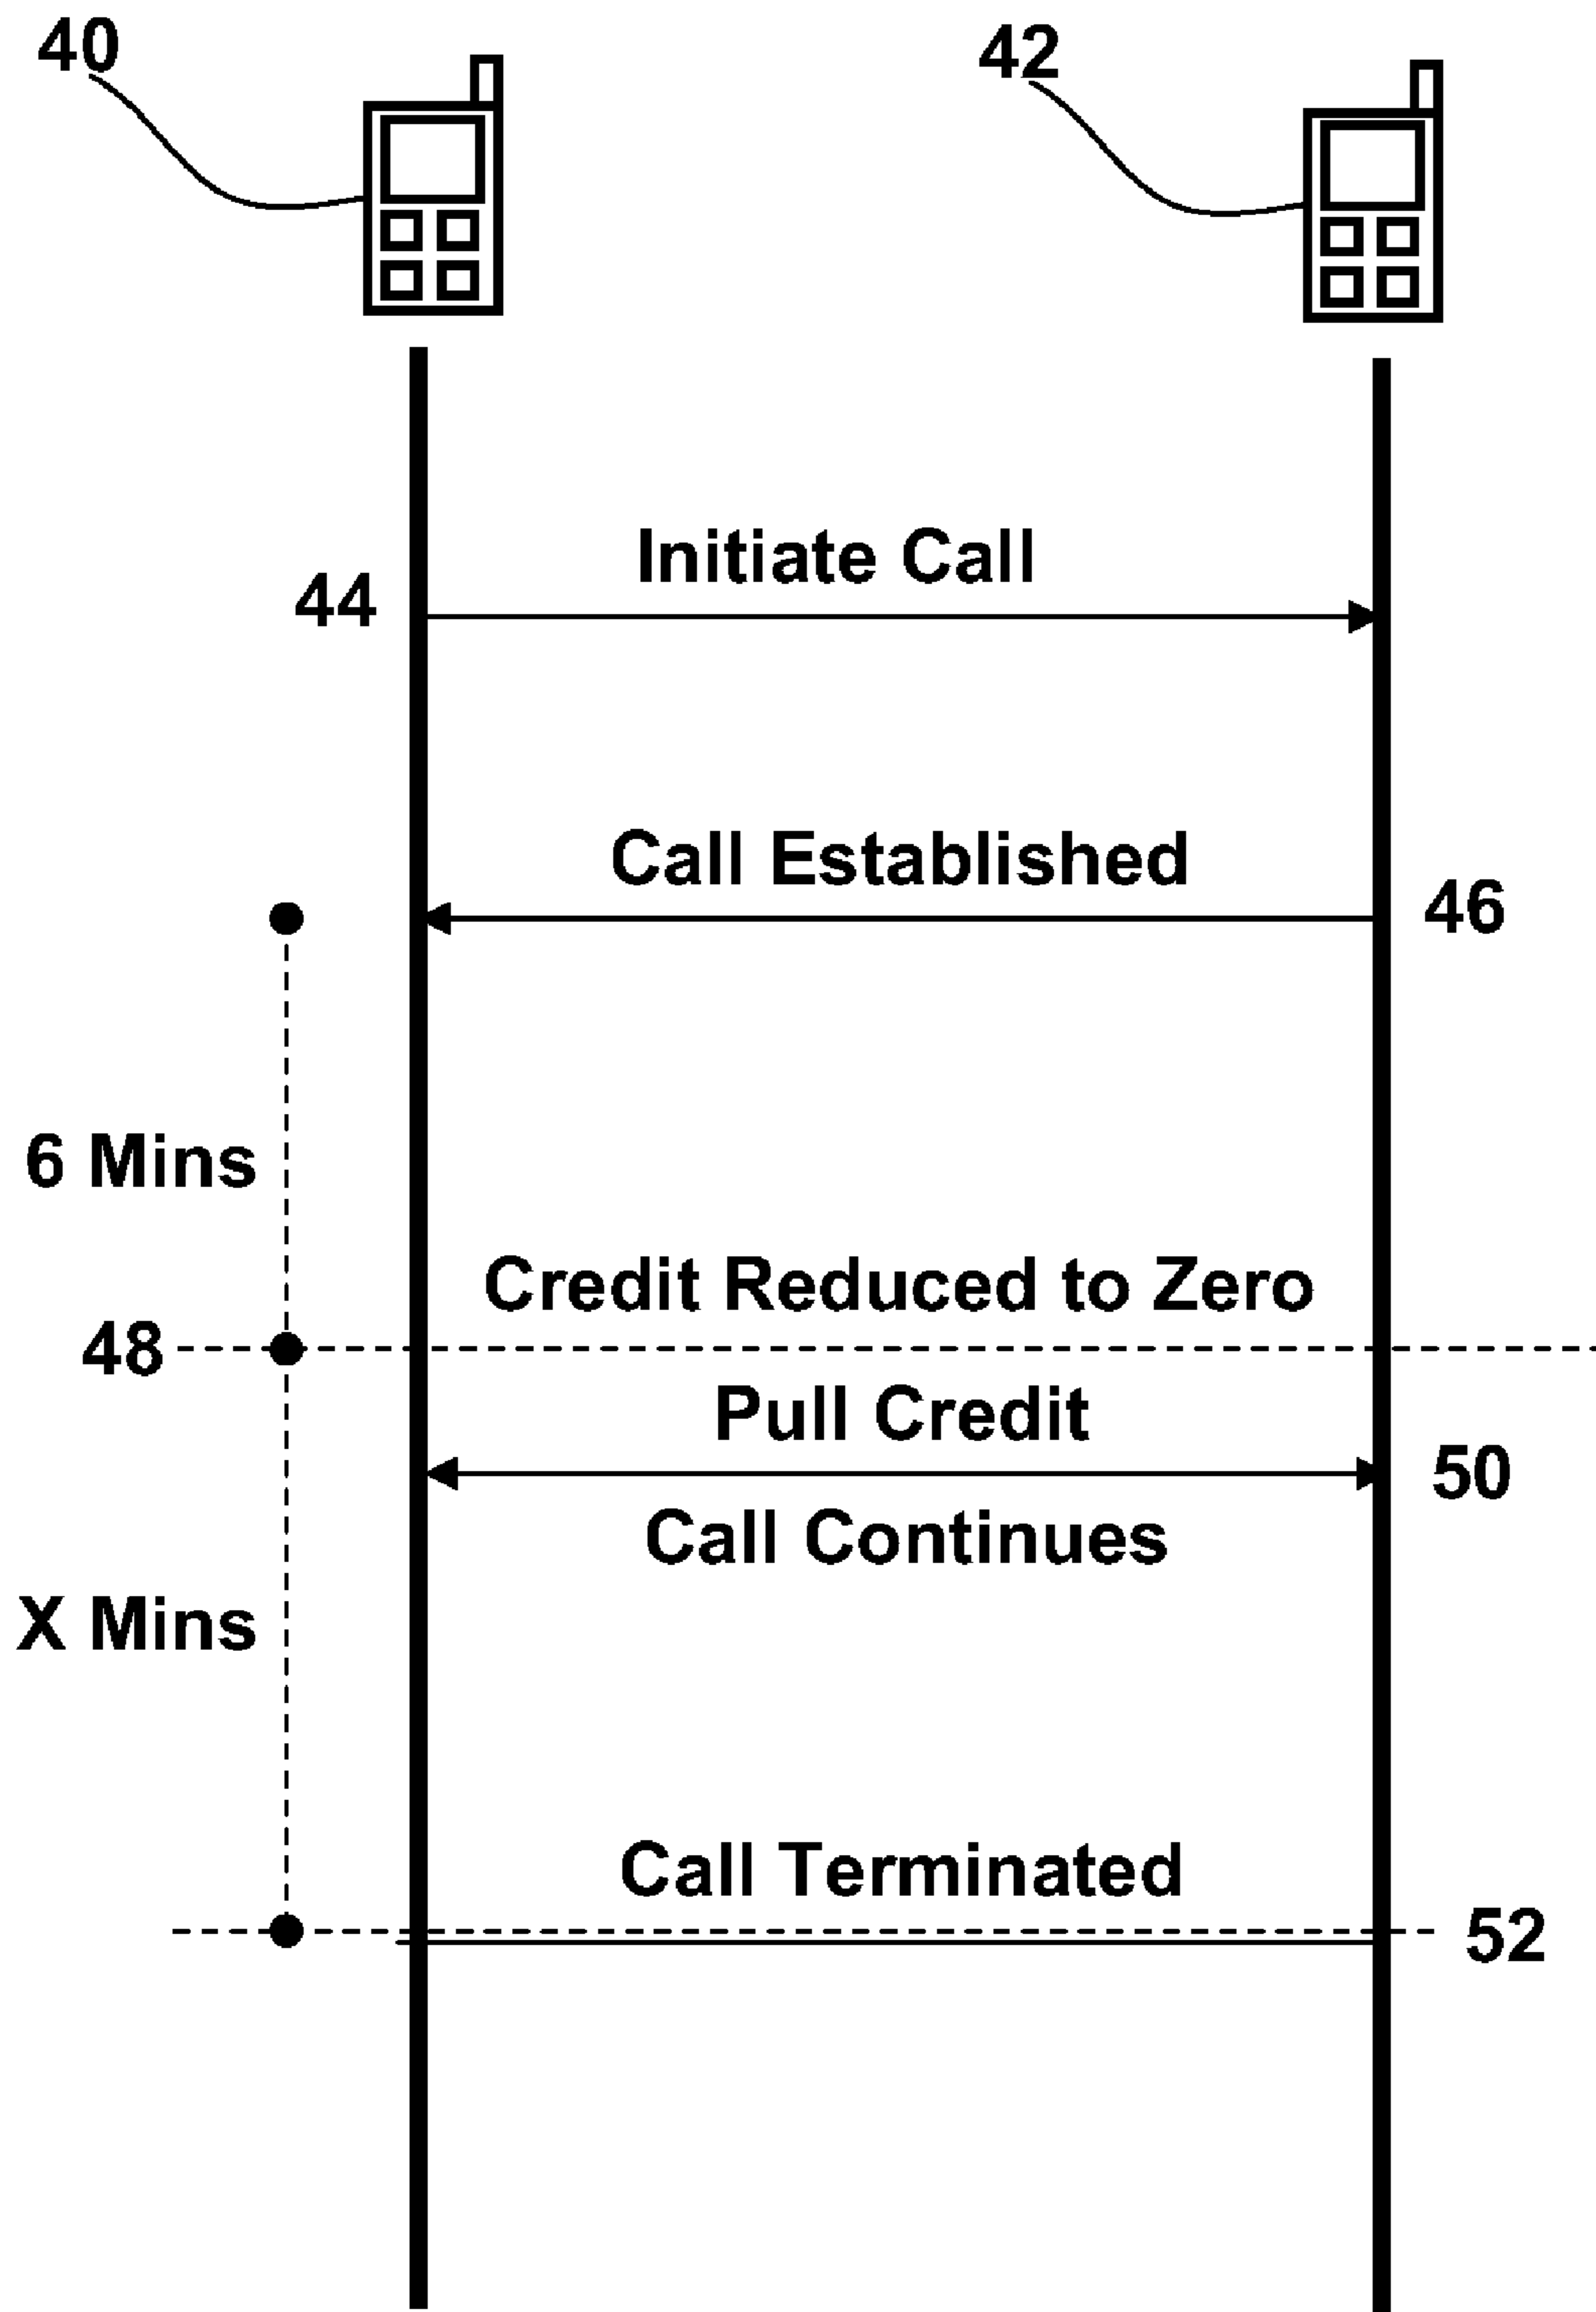 40
42
Initiate Call
44
Call Established
46
6 Mins
Credit Reduced to Zero
48
Pull Credit
50
Call Continues
X Mins
Call Terminated
52